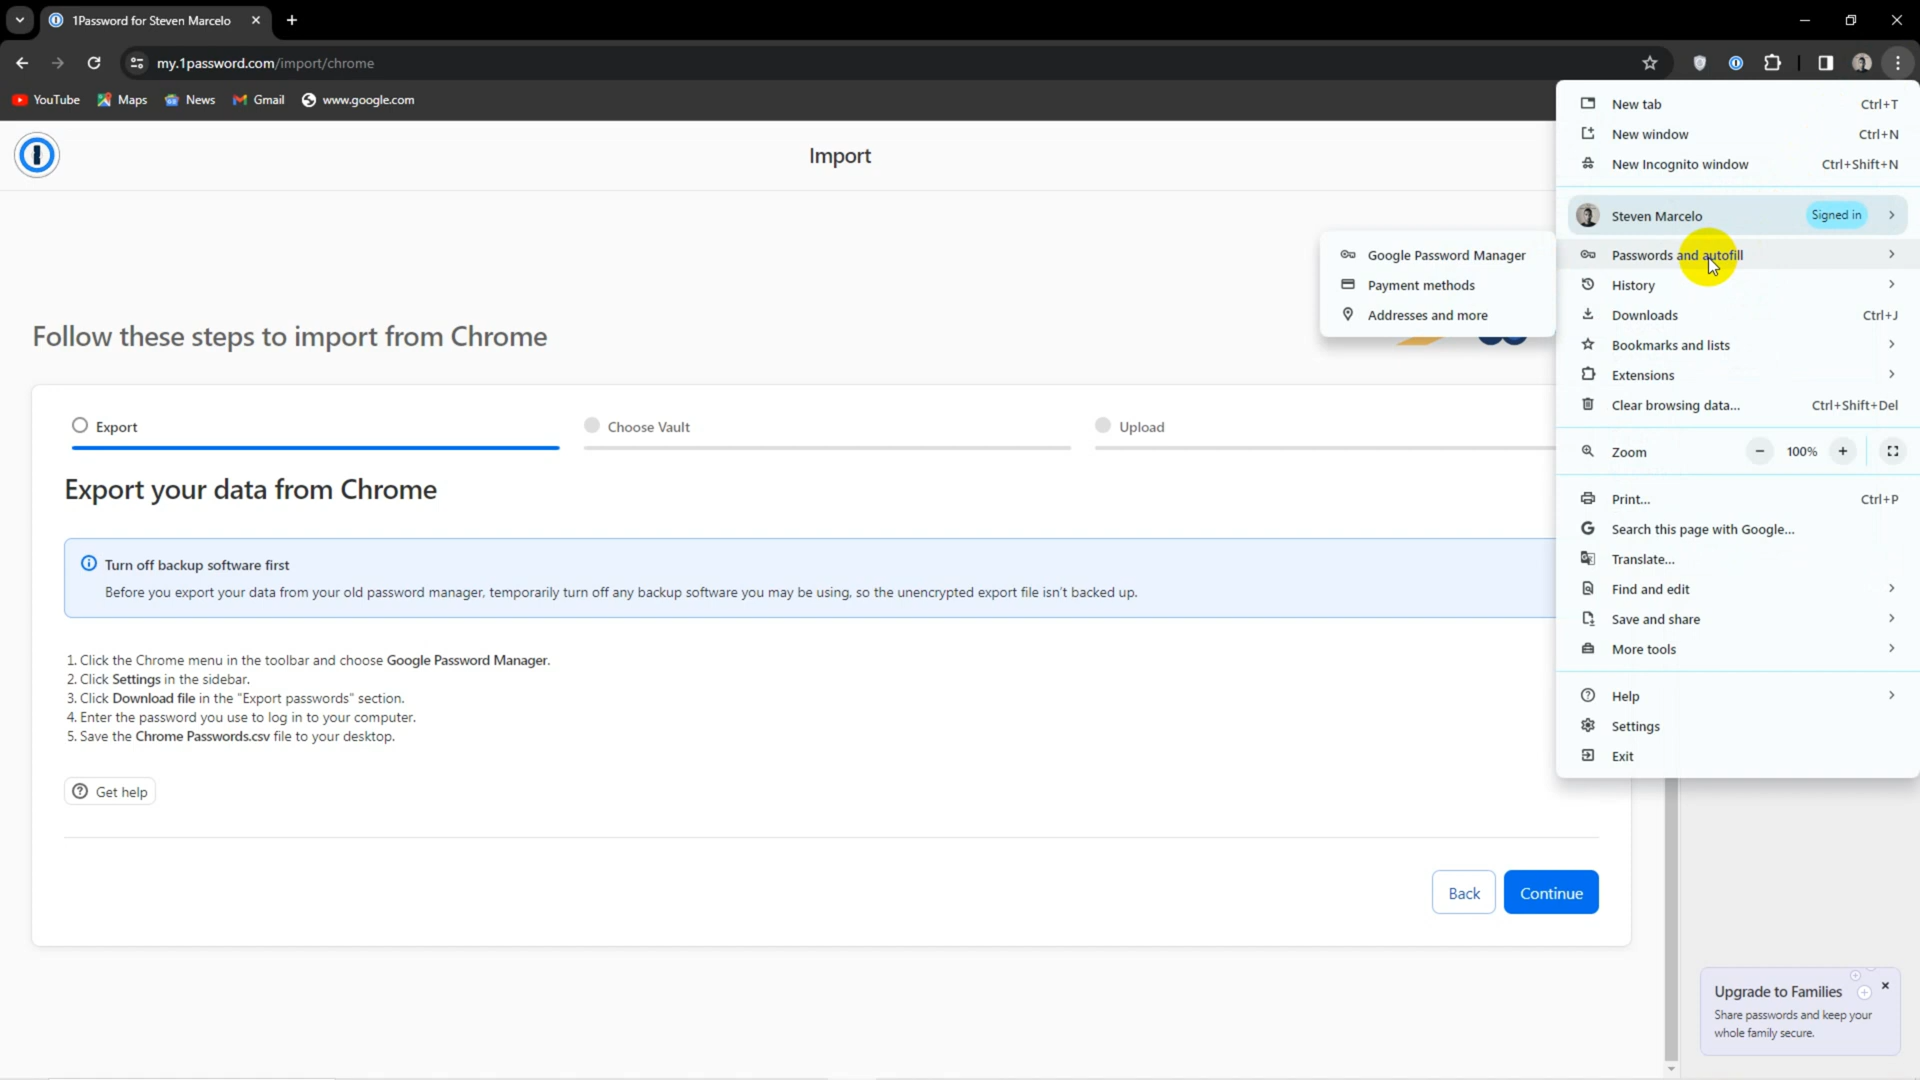 1Password for Steven Marcelo
my.1password.com/import/chrome
YouTube Maps News Gmail www.google.com
Import
Follow these steps to import from Chrome
Export Choose Vault Upload
Export your data from Chrome
Turn off backup software first
Before you export your data from your old password manager, temporarily turn off any backup software you may be using, so the unencrypted export file isn't backed up.
1. Click the Chrome menu in the toolbar and choose Google Password Manager.
2. Click Settings in the sidebar.
3. Click Download file in the "Export passwords" section.
4. Enter the password you use to log in to your computer.
5. Save the Chrome Passwords.csv file to your desktop.
Get help
Back Continue
Google Password Manager
Payment methods
Addresses and more
New tab Ctrl+T
New window Ctrl+N
New Incognito window Ctrl+Shift+N
Steven Marcelo Signed in
Passwords and autofill
History
Downloads Ctrl+J
Bookmarks and lists
Extensions
Clear browsing data... Ctrl+Shift+Del
Zoom 100%
Print... Ctrl+P
Search this page with Google...
Translate...
Find and edit
Save and share
More tools
Help
Settings
Exit
Upgrade to Families
Share passwords and keep your
whole family secure.